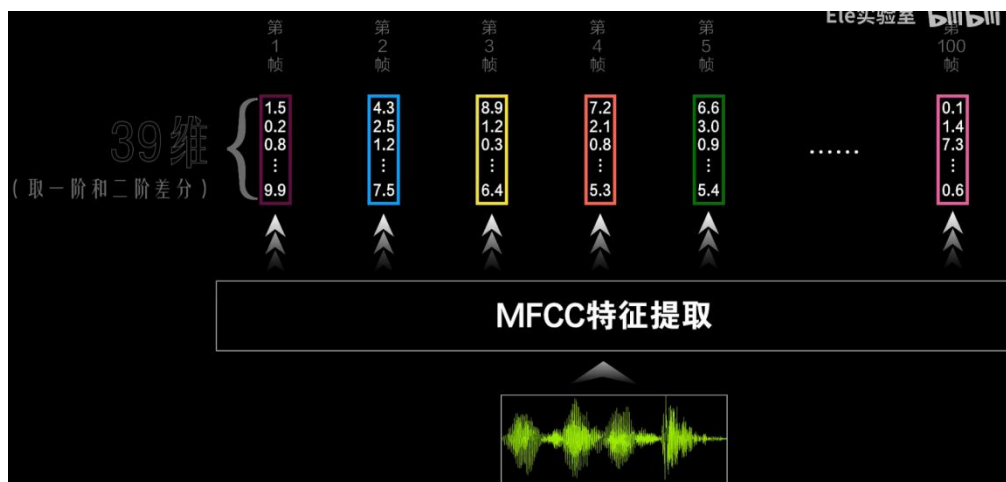 Ele实验室 bilibili
第1帧
第2帧
第3帧
第4帧
第5帧
第100帧
39维
（取一阶和二阶差分）
1.5 4.3 8.9 7.2 6.6 0.1
0.2 2.5 1.2 2.1 3.0 1.4
0.8 1.2 0.3 0.8 0.9 ...... 7.3
⋮ ⋮ ⋮ ⋮ ⋮ ⋮
9.9 7.5 6.4 5.3 5.4 0.6
MFCC特征提取